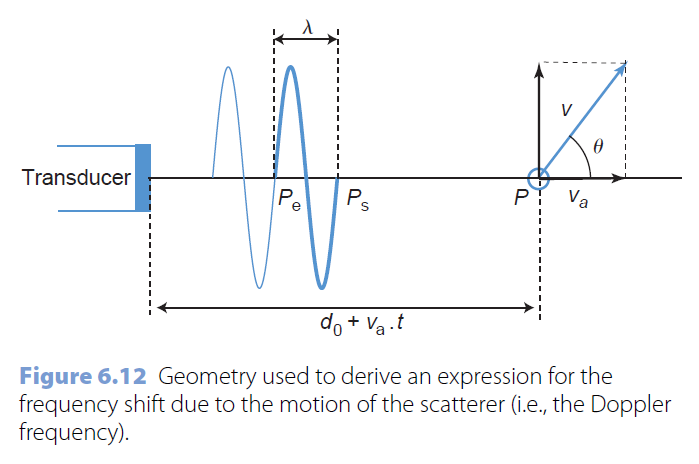 λ
v
θ
Transducer
Pe
Ps
P
va
d0 + va.t
Figure 6.12 Geometry used to derive an expression for the
frequency shift due to the motion of the scatterer (i.e., the Doppler
frequency).